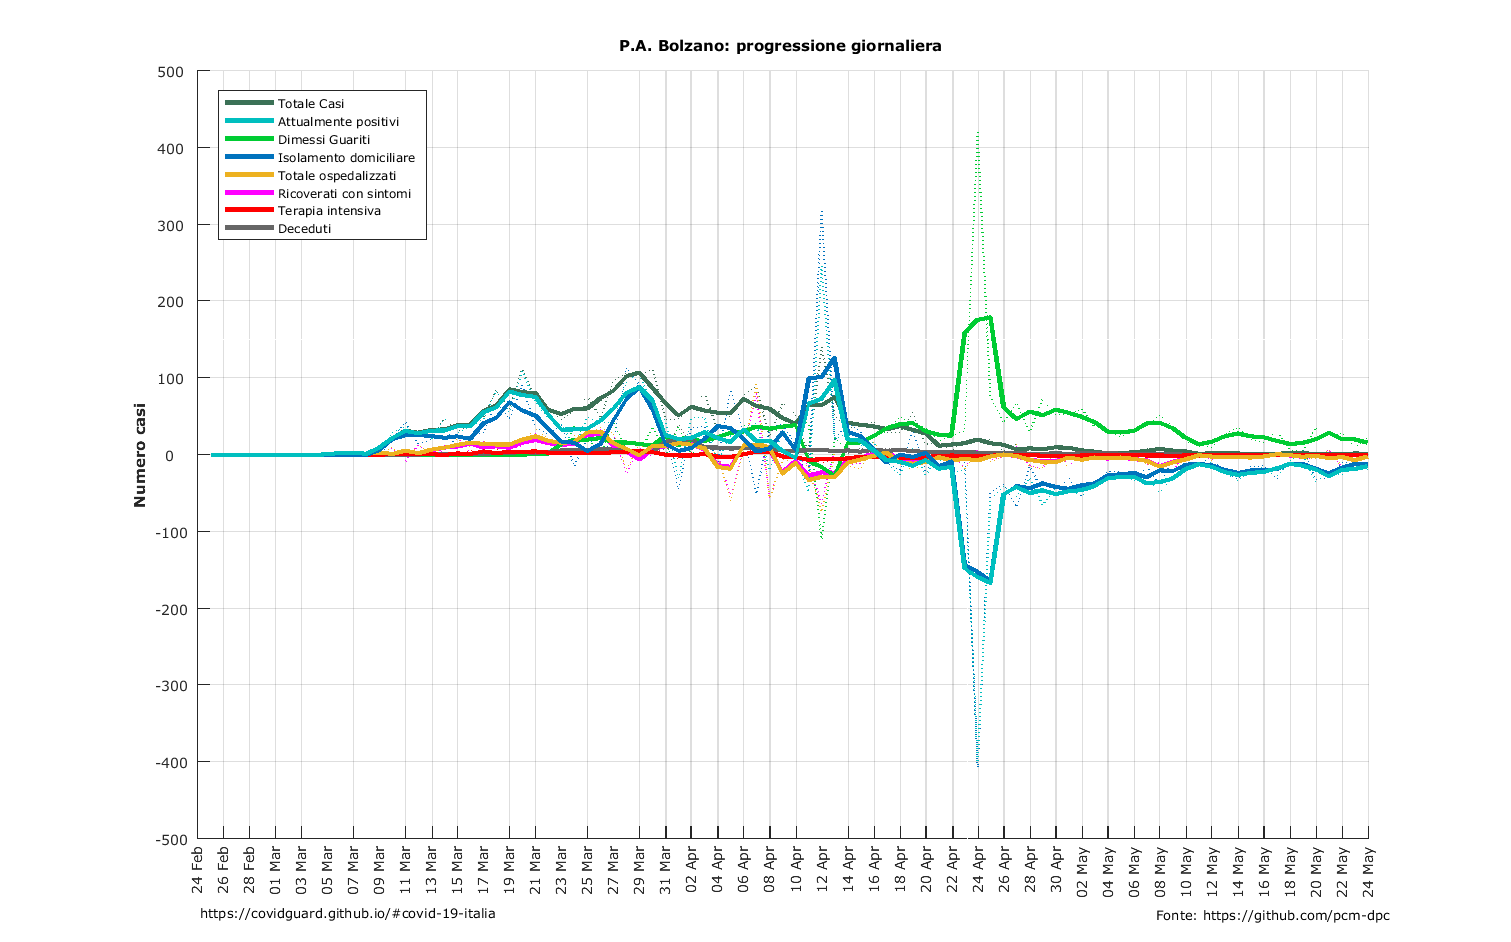 P.A. Bolzano: progressione giornaliera
Numero casi
500
400
300
200
100
0
-100
-200
-300
-400
-500
Totale Casi
Attualmente positivi
Dimessi Guariti
Isolamento domiciliare
Totale ospedalizzati
Ricoverati con sintomi
Terapia intensiva
Deceduti
24 Feb
26 Feb
28 Feb
01 Mar
03 Mar
05 Mar
07 Mar
09 Mar
11 Mar
13 Mar
15 Mar
17 Mar
19 Mar
21 Mar
23 Mar
25 Mar
27 Mar
29 Mar
31 Mar
02 Apr
04 Apr
06 Apr
08 Apr
10 Apr
12 Apr
14 Apr
16 Apr
18 Apr
20 Apr
22 Apr
24 Apr
26 Apr
28 Apr
30 Apr
02 May
04 May
06 May
08 May
10 May
12 May
14 May
16 May
18 May
20 May
22 May
24 May
https://covidguard.github.io/#covid-19-italia
Fonte: https://github.com/pcm-dpc